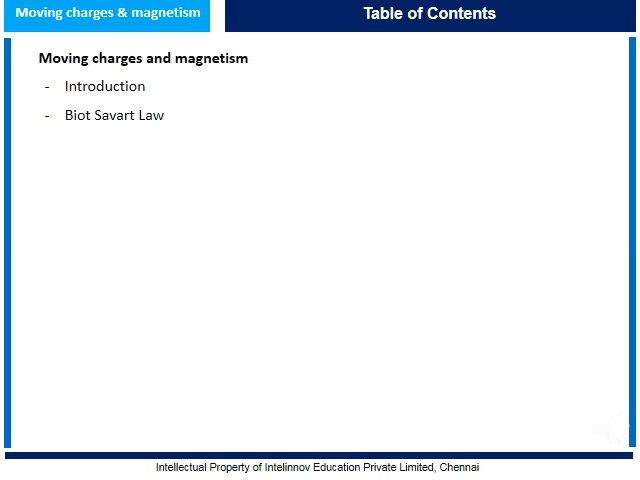 Moving charges & magnetism
Table of Contents
Moving charges and magnetism
- Introduction
- Biot Savart Law
Intellectual Property of Intelinnov Education Private Limited, Chennai